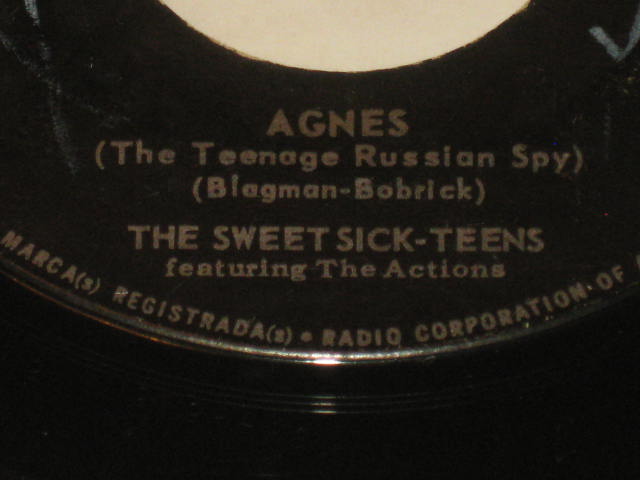 AGNES
(The Teenage Russian Spy)
(Blagman-Bobrick)
THE SWEET SICK-TEENS
featuring The Actions
MARCA(s) REGISTRADA(s) • RADIO CORPORATION OF